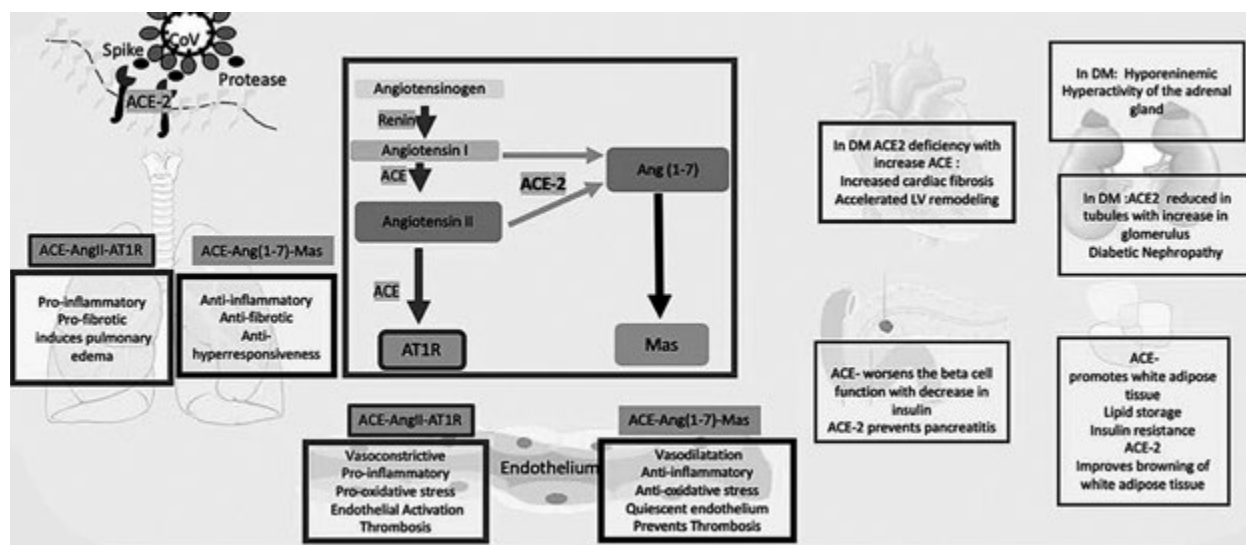 CoV
Spike
Protease
ACE-2
Angiotensinogen
Renin
Angiotensin I
ACE
ACE-2
Ang (1-7)
Angiotensin II
ACE
AT1R
Mas
ACE-AngII-AT1R
Pro-inflammatory
Pro-fibrotic
induces pulmonary
edema
ACE-Ang(1-7)-Mas
Anti-inflammatory
Anti-fibrotic
Anti-
hyperresponsiveness
ACE-AngII-AT1R
Vasoconstrictive
Pro-inflammatory
Pro-oxidative stress
Endothelial Activation
Thrombosis
Endothelium
ACE-Ang(1-7)-Mas
Vasodilatation
Anti-inflammatory
Anti-oxidative stress
Quiescent endothelium
Prevents Thrombosis
In DM ACE2 deficiency with
increase ACE :
Increased cardiac fibrosis
Accelerated LV remodeling
In DM: Hyporeninemic
Hyperactivity of the adrenal
gland
In DM :ACE2 reduced in
tubules with increase in
glomerulus
Diabetic Nephropathy
ACE- worsens the beta cell
function with decrease in
insulin
ACE-2 prevents pancreatitis
ACE-
promotes white adipose
tissue
Lipid storage
Insulin resistance
ACE-2
Improves browning of
white adipose tissue